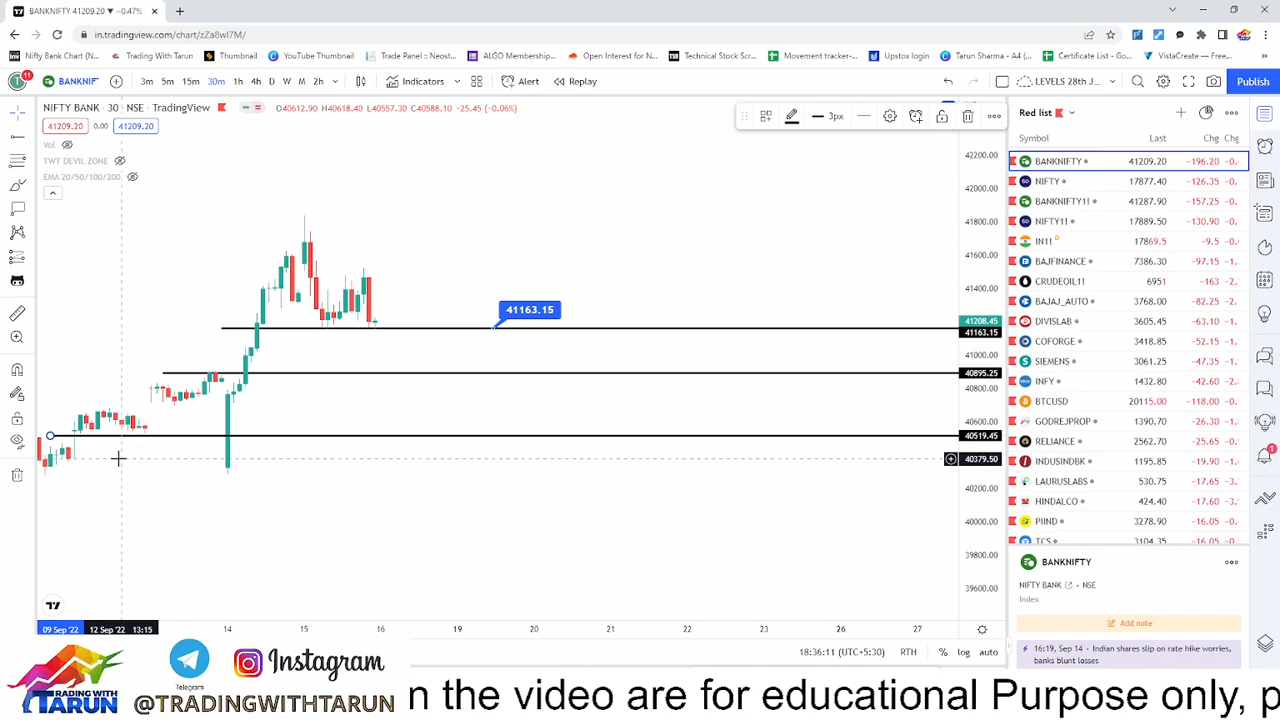 BANKNIFTY 41209.20 ▼ −0.47%
in.tradingview.com/chart/zZa8wI7M/
Nifty Bank Chart (N... Trading With Tarun Thumbnail YouTube Thumbnail Trade Panel :: Neost... ALGO Membership... Open Interest for N... Technical Stock Scr... Movement tracker-... Upstox login Tarun Sharma - A4 (... Certificate List - Go... VistaCreate — Free...
11 BANKNIF 3m 5m 15m 30m 1h 4h D W M 2h Indicators Alert Replay LEVELS 28th J... Publish
NIFTY BANK · 30 · NSE · TradingView O40612.90 H40618.40 L40557.30 C40588.10 −25.45 (−0.06%)
41209.20 0.00 41209.20
Vol
TWT DEVIL ZONE
EMA 20/50/100/200
3px
42200.00
42000.00
41800.00
41600.00
41400.00
41163.15
41208.45
41163.15
41000.00
40895.25
40800.00
40600.00
40519.45
40379.50
40200.00
40000.00
39800.00
39600.00
09 Sep '22 12 Sep '22 13:15 14 15 16 19 20 21 22 23 26 27
18:36:11 (UTC+5:30) RTH % log auto
Red list
Symbol Last Chg Chg
BANKNIFTY 41209.20 −196.20 −0.
NIFTY 17877.40 −126.35 −0.
BANKNIFTY1! 41287.90 −157.25 −0.
NIFTY1! 17889.50 −130.90 −0.
IN1! 17869.5 −9.5 −0.
BAJFINANCE 7386.30 −97.15 −1.
CRUDEOIL1! 6951 −163 −2.
BAJAJ_AUTO 3768.00 −82.25 −2.
DIVISLAB 3605.45 −63.10 −1.
COFORGE 3418.85 −52.15 −1.
SIEMENS 3061.25 −47.35 −1.
INFY 1432.80 −42.60 −2.
BTCUSD 20115.00 −118.00 −0.
GODREJPROP 1390.70 −26.30 −1.
RELIANCE 2562.70 −25.65 −0.
INDUSINDBK 1195.85 −19.90 −1.
LAURUSLABS 530.75 −17.65 −3.
HINDALCO 424.40 −17.60 −3.
PIIND 3278.90 −16.05 −0.
TCS 3104.35 −16.05 −0.
BANKNIFTY
NIFTY BANK · NSE
Index
Add note
16:19, Sep 14 · Indian shares slip on rate hike worries,
banks blunt losses
1
TRADING WITH
TARUN
Telegram
Instagram
@TRADINGWITHTARUN
n the video are for educational Purpose only, p